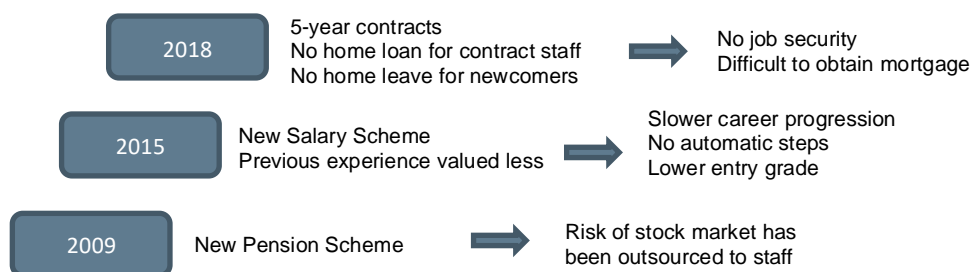 2018
5-year contracts
No home loan for contract staff
No home leave for newcomers
No job security
Difficult to obtain mortgage
2015
New Salary Scheme
Previous experience valued less
Slower career progression
No automatic steps
Lower entry grade
2009
New Pension Scheme
Risk of stock market has
been outsourced to staff